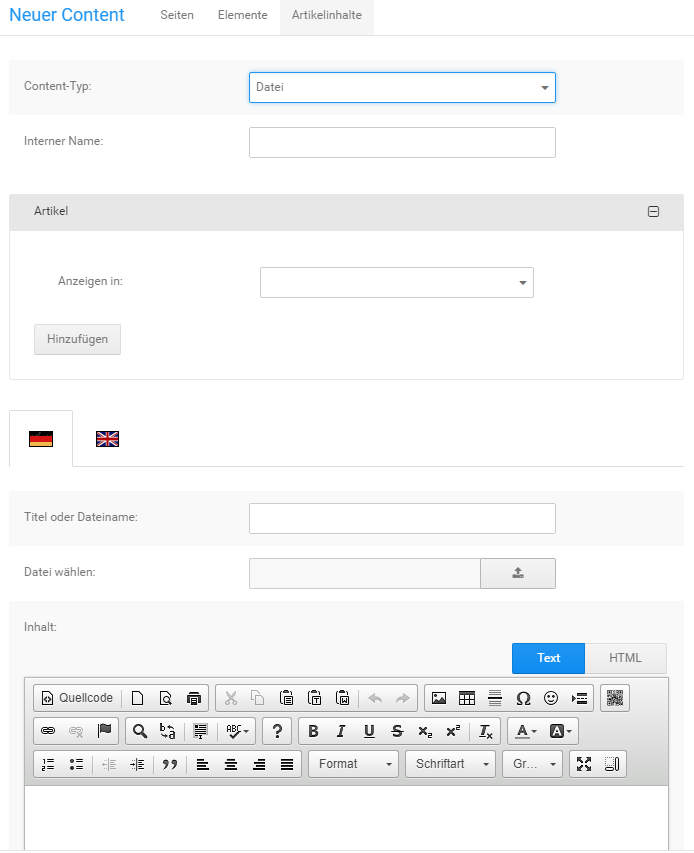 Neuer Content Seiten Elemente Artikelinhalte
Content-Typ: Datei
Interner Name:
Artikel
Anzeigen in:
Hinzufügen
Titel oder Dateiname:
Datei wählen:
Inhalt:
Text HTML
Quellcode
Format Schriftart Gr...